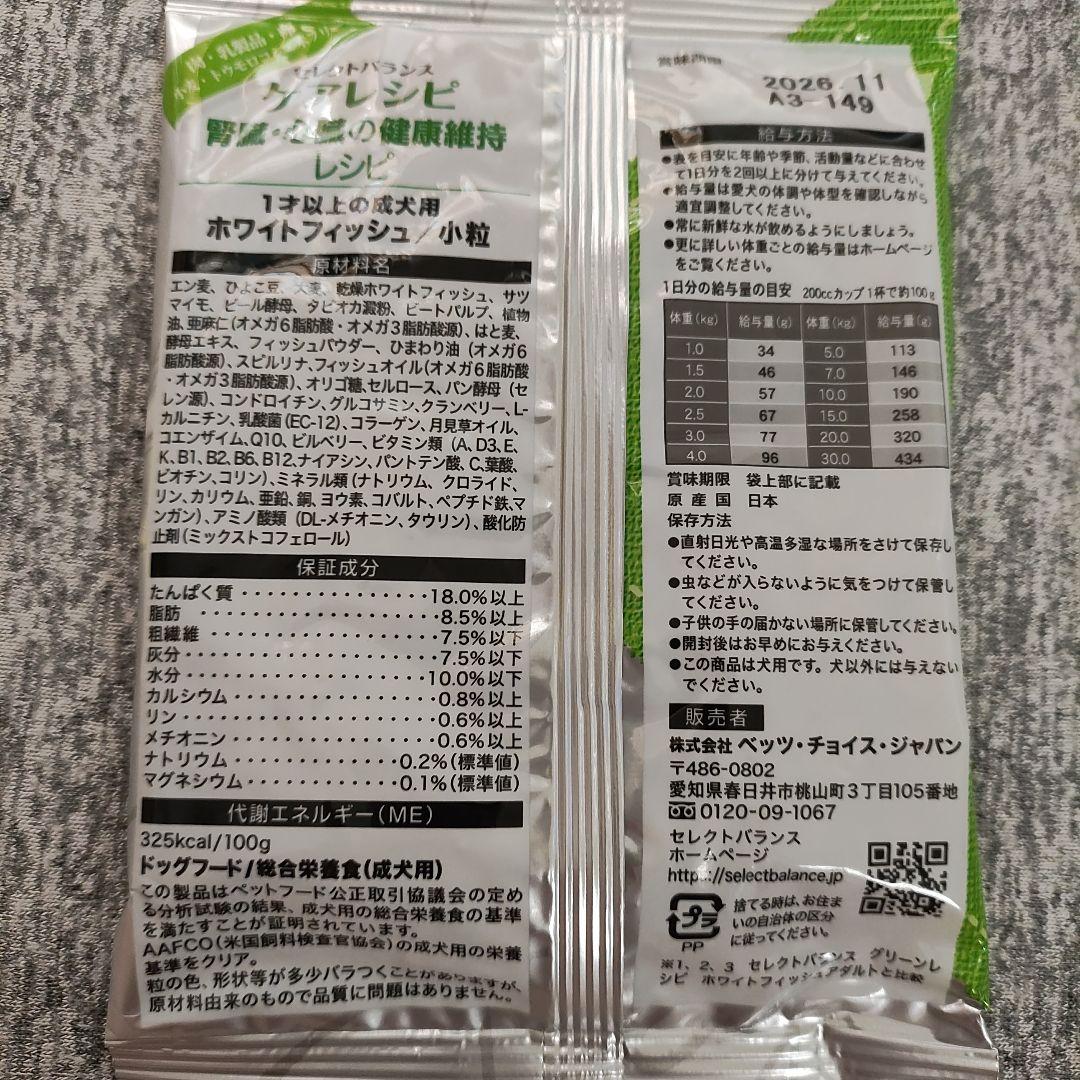 肉・乳製品・
小麦・トウモロコシ
セレクトバランス
ケアレシピ
腎臓・心臓の健康維持
レシピ
1才以上の成犬用
ホワイトフィッシュ/小粒
原材料名
エン麦、ひよこ豆、大麦、乾燥ホワイトフィッシュ、サツ
マイモ、ビール酵母、タピオカ澱粉、ビートパルプ、植物
油、亜麻仁(オメガ6脂肪酸・オメガ3脂肪酸源)、はと麦、
酵母エキス、フィッシュパウダー、ひまわり油(オメガ6
脂肪酸源)、スピルリナ、フィッシュオイル(オメガ6脂肪酸
・オメガ3脂肪酸源)、オリゴ糖、セルロース、パン酵母(セ
レン源)、コンドロイチン、グルコサミン、クランベリー、L-
カルニチン、乳酸菌(EC-12)、コラーゲン、月見草オイル、
コエンザイム、Q10、ビルベリー、ビタミン類(A、D3、E、
K、B1、B2、B6、B12、ナイアシン、パントテン酸、C、葉酸、
ビオチン、コリン)、ミネラル類(ナトリウム、クロライド、
リン、カリウム、亜鉛、銅、ヨウ素、コバルト、ペプチド鉄、マ
ンガン)、アミノ酸類(DL-メチオニン、タウリン)、酸化防
止剤(ミックストコフェロール)
保証成分
たんぱく質・・・・・・・・・・・・・・・・18.0%以上
脂肪・・・・・・・・・・・・・・・・・・・・8.5%以上
粗繊維・・・・・・・・・・・・・・・・・・・7.5%以下
灰分・・・・・・・・・・・・・・・・・・・・7.5%以下
水分・・・・・・・・・・・・・・・・・・・・10.0%以下
カルシウム・・・・・・・・・・・・・・・・・0.8%以上
リン・・・・・・・・・・・・・・・・・・・・0.6%以上
メチオニン・・・・・・・・・・・・・・・・・0.6%以上
ナトリウム・・・・・・・・・・・・・0.2%(標準値)
マグネシウム・・・・・・・・・・・・0.1%(標準値)
代謝エネルギー(ME)
325kcal/100g
ドッグフード/総合栄養食(成犬用)
この製品はペットフード公正取引協議会の定め
る分析試験の結果、成犬用の総合栄養食の基準
を満たすことが証明されています。
AAFCO(米国飼料検査官協会)の成犬用の栄養
基準をクリア。
粒の色、形状等が多少バラつくことがありますが、
原材料由来のもので品質に問題はありません。
賞味期限
2026.11
A3-149
給与方法
●表を目安に年齢や季節、活動量などに合わせ
て1日分を2回以上に分けて与えてください。
●給与量は愛犬の体調や体型を確認しながら
適宜調整してください。
●常に新鮮な水が飲めるようにしましょう。
●更に詳しい体重ごとの給与量はホームページ
をご覧ください。
1日分の給与量の目安 200ccカップ1杯で約100g
体重(kg) 給与量(g) 体重(kg) 給与量(g)
1.0 34 5.0 113
1.5 46 7.0 146
2.0 57 10.0 190
2.5 67 15.0 258
3.0 77 20.0 320
4.0 96 30.0 434
賞味期限 袋上部に記載
原産国 日本
保存方法
●直射日光や高温多湿な場所をさけて保存し
てください。
●虫などが入らないように気をつけて保管し
てください。
●子供の手の届かない場所に保管してください。
●開封後はお早めにお与えください。
●この商品は犬用です。犬以外には与えない
でください。
販売者
株式会社 ベッツ・チョイス・ジャパン
〒486-0802
愛知県春日井市桃山町3丁目105番地
0120-09-1067
セレクトバランス
ホームページ
https://selectbalance.jp
プラ
PP
捨てる時は、お住ま
いの自治体の区分
に従ってください。
※1、2、3 セレクトバランス グリーンレ
シピ ホワイトフィッシュアダルトと比較